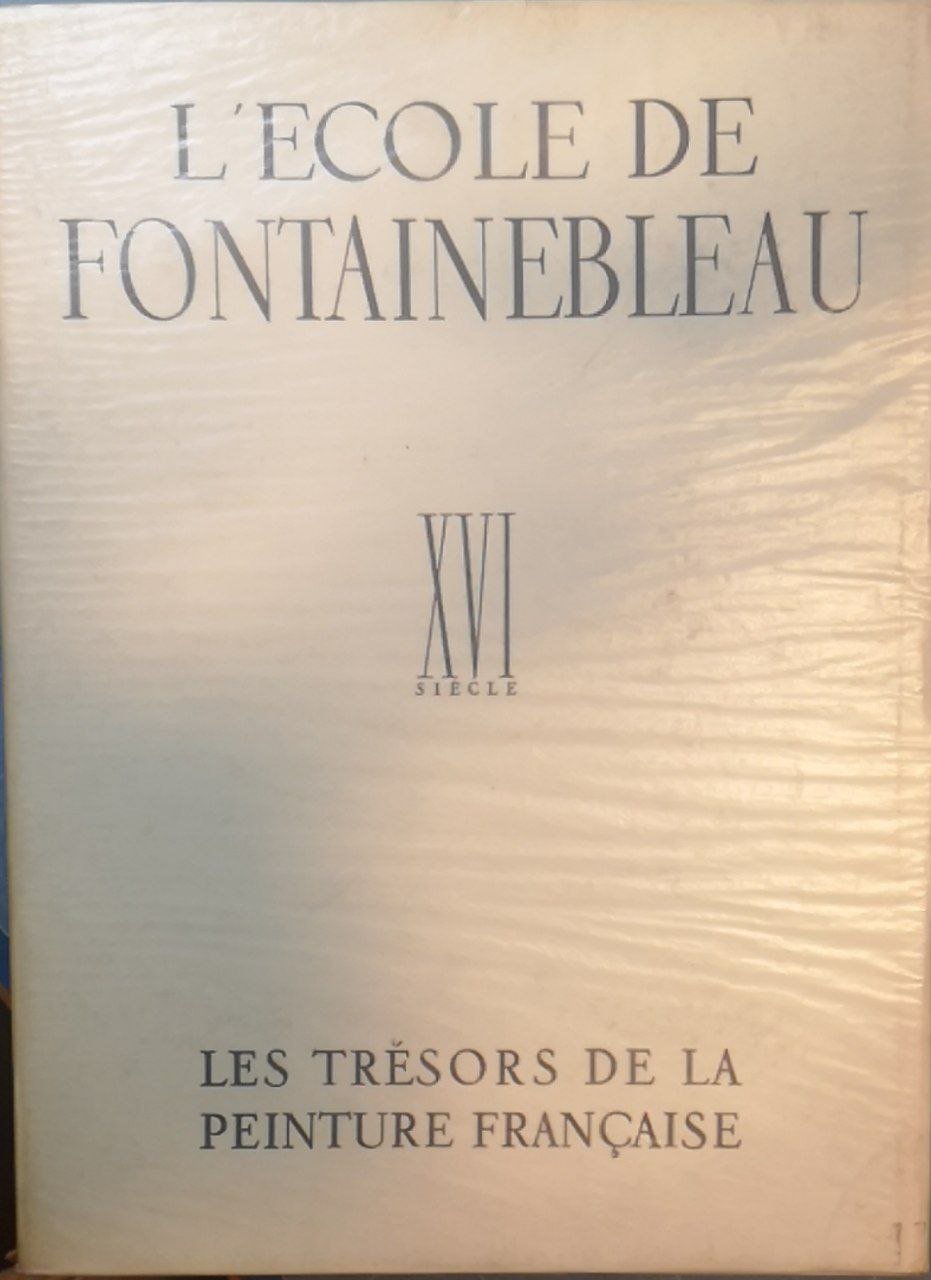 L'ECOLE DE
FONTAINEBLEAU
XVI
SIÈCLE
LES TRÉSORS DE LA
PEINTURE FRANÇAISE